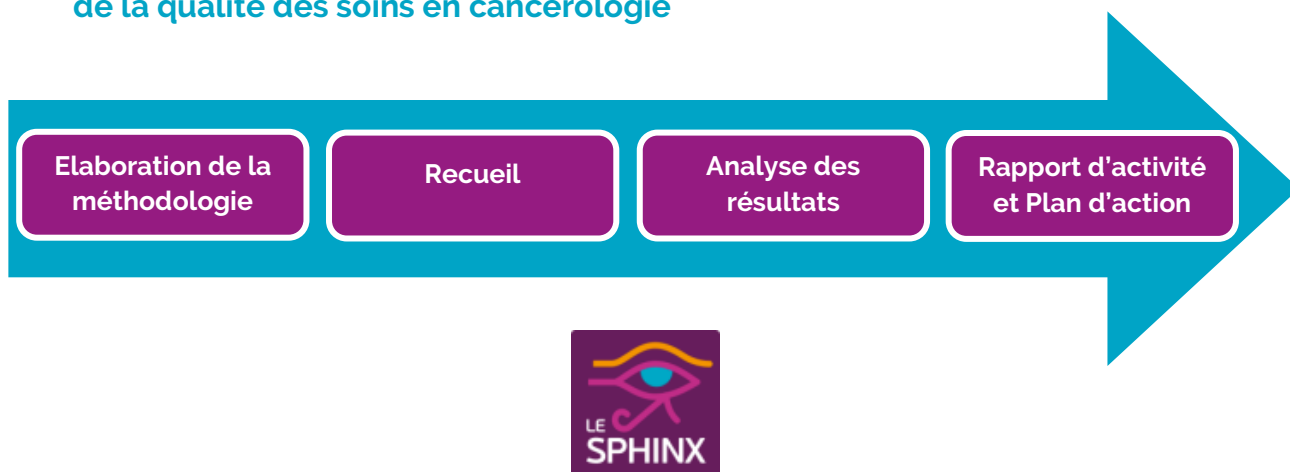 de la qualité des soins en cancérologie
Elaboration de la
méthodologie
Recueil
Analyse des
résultats
Rapport d’activité
et Plan d’action
LE
SPHINX